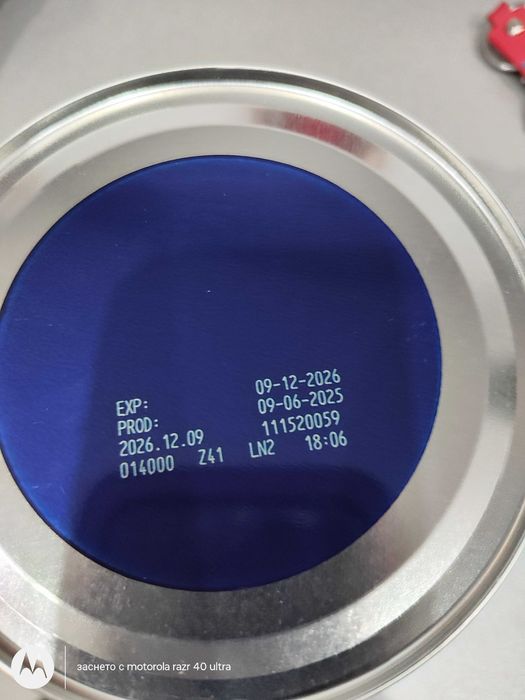 EXP: 09-12-2026
PROD: 09-06-2025
2026.12.09 111520059
014000 Z41 LN2 18:06
заснето с motorola razr 40 ultra